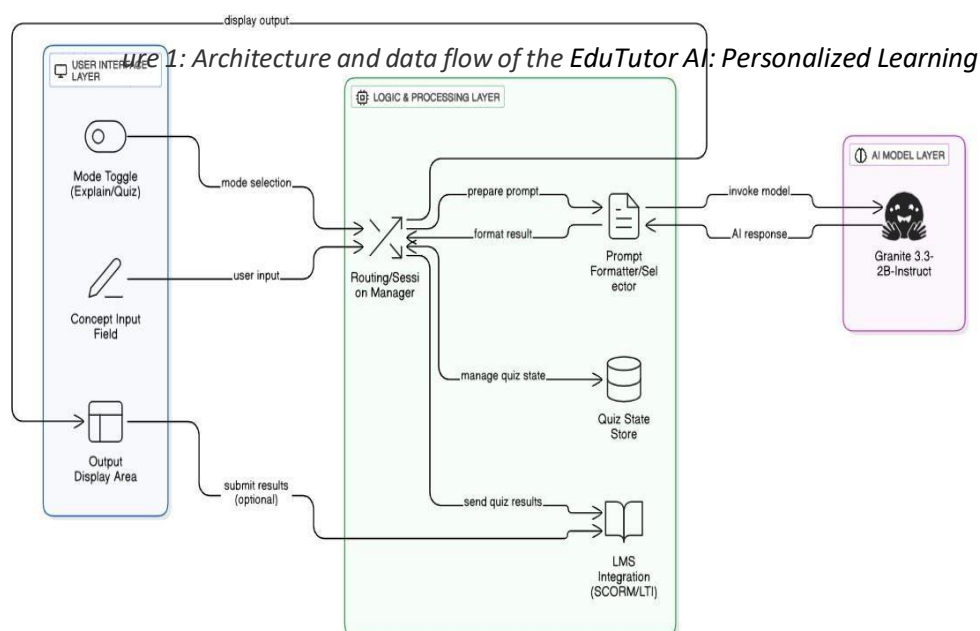 display output
ure 1: Architecture and data flow of the EduTutor AI: Personalized Learning
USER INTERFACE
LAYER
LOGIC & PROCESSING LAYER
AI MODEL LAYER
Mode Toggle
(Explain/Quiz)
mode selection
prepare prompt
invoke model
format result
AI response
Routing/Sessi
on Manager
Prompt
Formatter/Sel
ector
Granite 3.3-
2B-Instruct
user input
Concept Input
Field
manage quiz state
Quiz State
Store
Output
Display Area
submit results
(optional)
send quiz results
LMS
Integration
(SCORM/LTI)